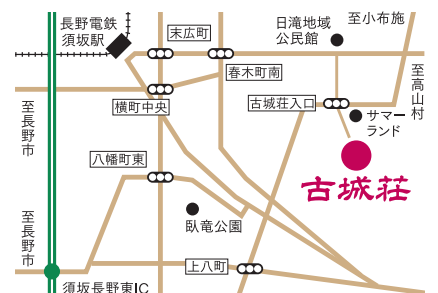 長野電鉄
須坂駅
末広町
日滝地域
公民館
至小布施
春木町南
至高山村
横町中央
古城荘入口
サマー
ランド
至長野市
八幡町東
古城荘
臥竜公園
至長野市
上八町
須坂長野東IC